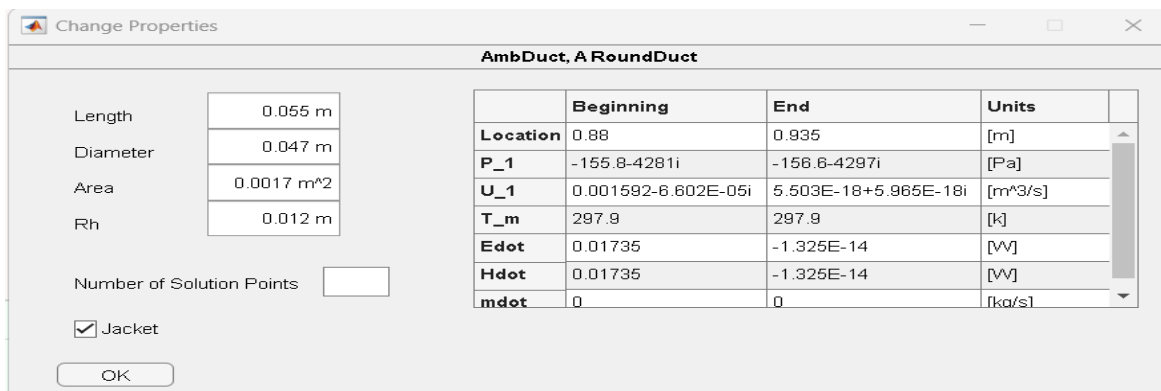 Change Properties
AmbDuct, A RoundDuct
Length 0.055 m
Diameter 0.047 m
Area 0.0017 m^2
Rh 0.012 m
Number of Solution Points
Jacket
OK
Beginning End Units
Location 0.88 0.935 [m]
P_1 -155.8-4281i -156.6-4297i [Pa]
U_1 0.001592-6.602E-05i 5.503E-18+5.965E-18i [m^3/s]
T_m 297.9 297.9 [k]
Edot 0.01735 -1.325E-14 [W]
Hdot 0.01735 -1.325E-14 [W]
mdot 0 0 [kg/s]